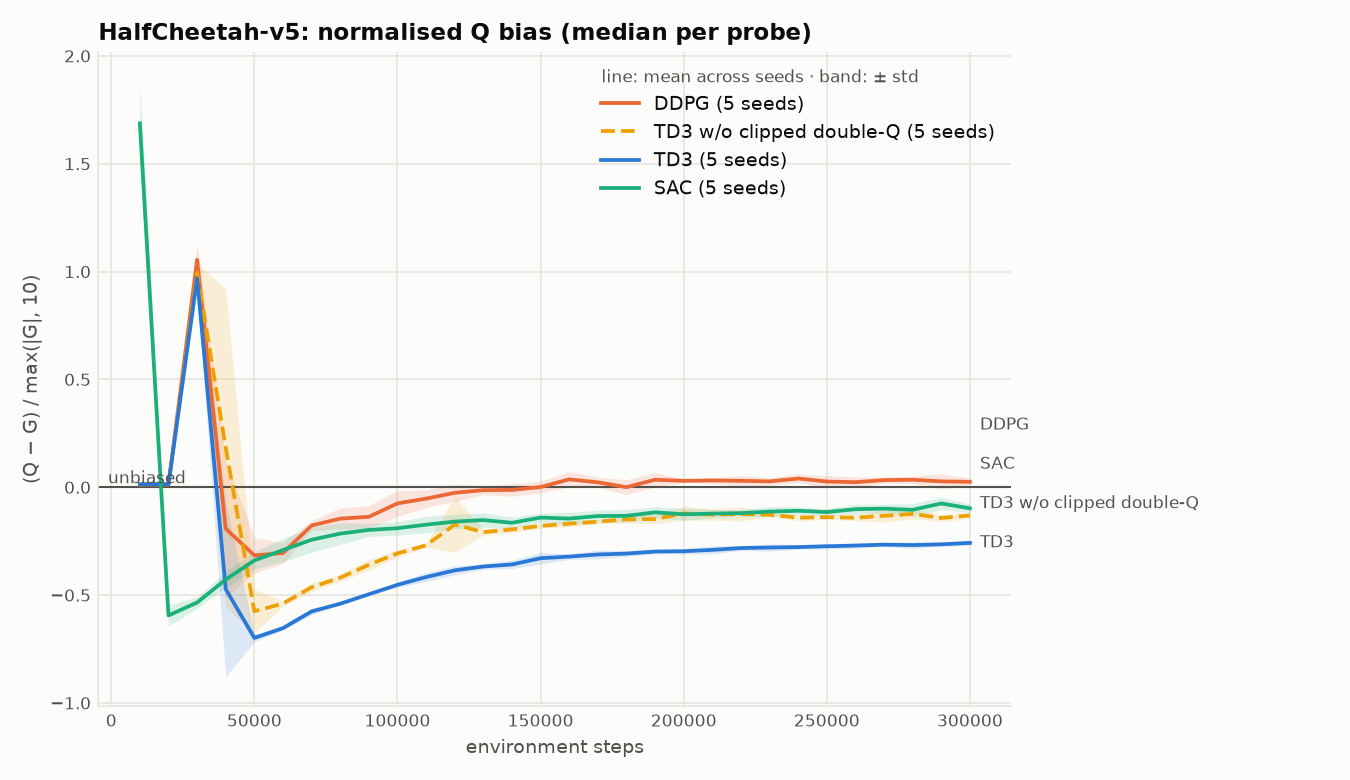 HalfCheetah-v5: normalised Q bias (median per probe)
line: mean across seeds · band: ± std
DDPG (5 seeds)
TD3 w/o clipped double-Q (5 seeds)
TD3 (5 seeds)
SAC (5 seeds)
(Q − G) / max(|G|, 10)
2.0
1.5
1.0
0.5
0.0
−0.5
−1.0
unbiased
DDPG
SAC
TD3 w/o clipped double-Q
TD3
0 50000 100000 150000 200000 250000 300000
environment steps